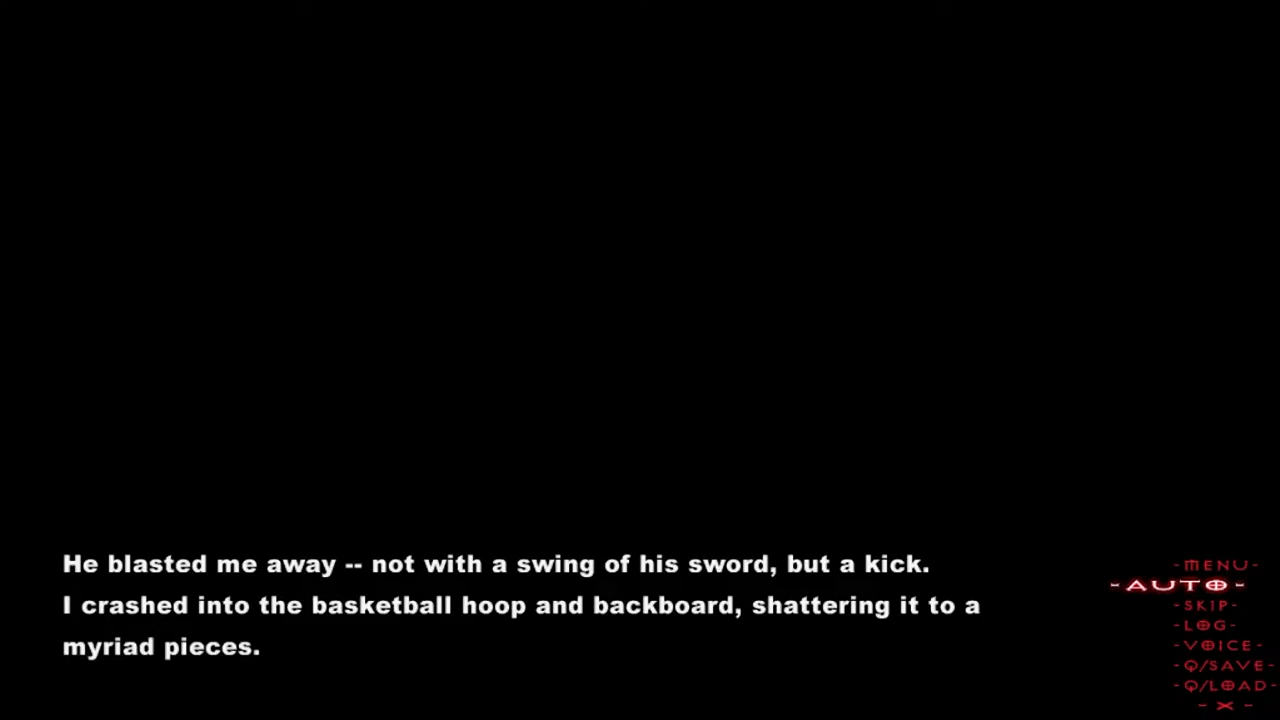 He blasted me away -- not with a swing of his sword, but a kick.
I crashed into the basketball hoop and backboard, shattering it to a
myriad pieces.
-MENU-
-AUTO-
-SKIP-
-LOG-
-VOICE-
-Q/SAVE-
-Q/LOAD-
-X-